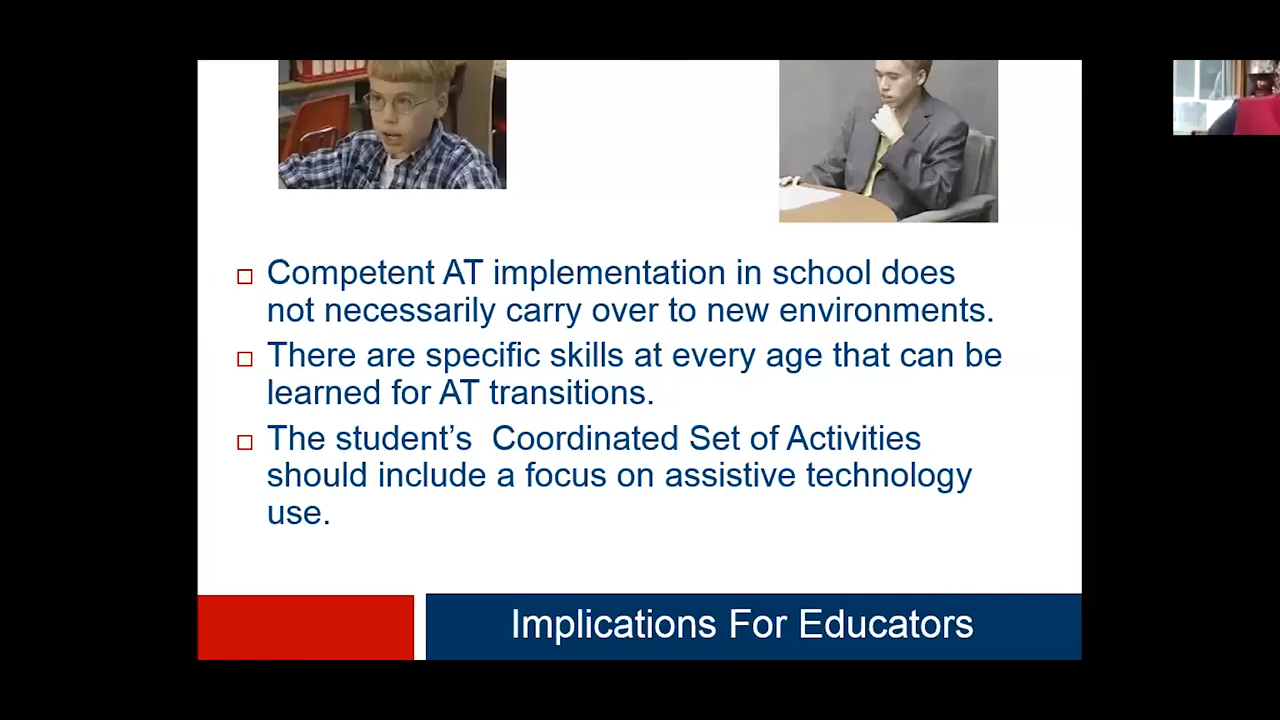 Competent AT implementation in school does
not necessarily carry over to new environments.
There are specific skills at every age that can be
learned for AT transitions.
The student’s  Coordinated Set of Activities
should include a focus on assistive technology
use.
Implications For Educators